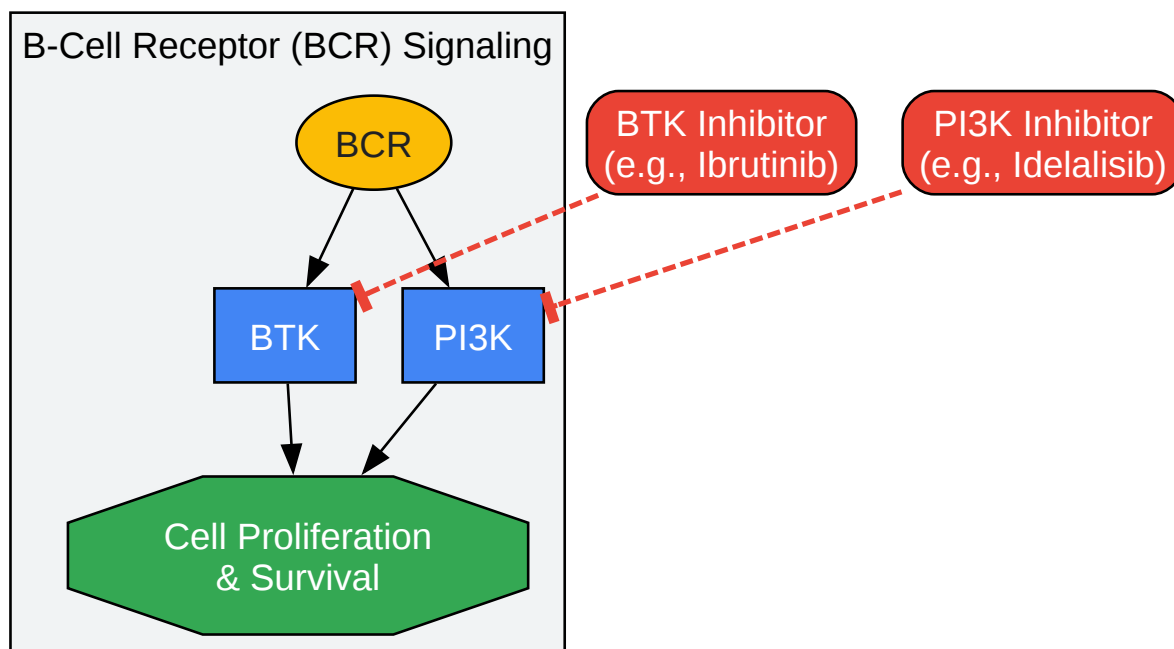 B-Cell Receptor (BCR) Signaling
BCR
BTK Inhibitor
(e.g., Ibrutinib)
PI3K Inhibitor
(e.g., Idelalisib)
BTK
PI3K
Cell Proliferation
& Survival